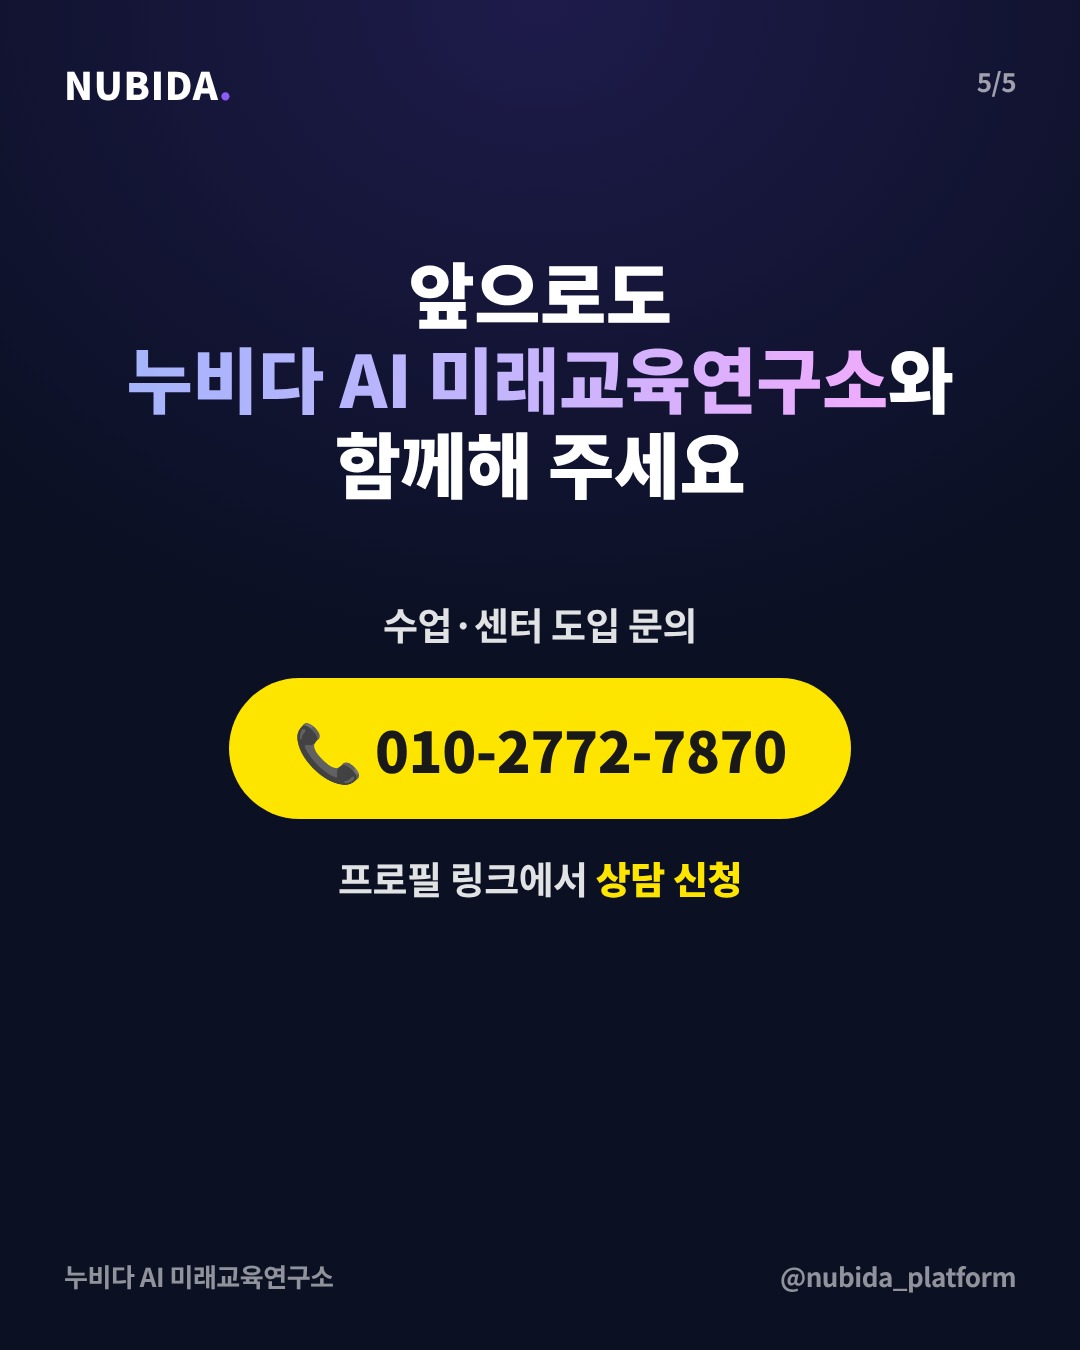 NUBIDA.
5/5
앞으로도
누비다 AI 미래교육연구소와
함께해 주세요
수업·센터 도입 문의
📞 010-2772-7870
프로필 링크에서 상담 신청
누비다 AI 미래교육연구소
@nubida_platform